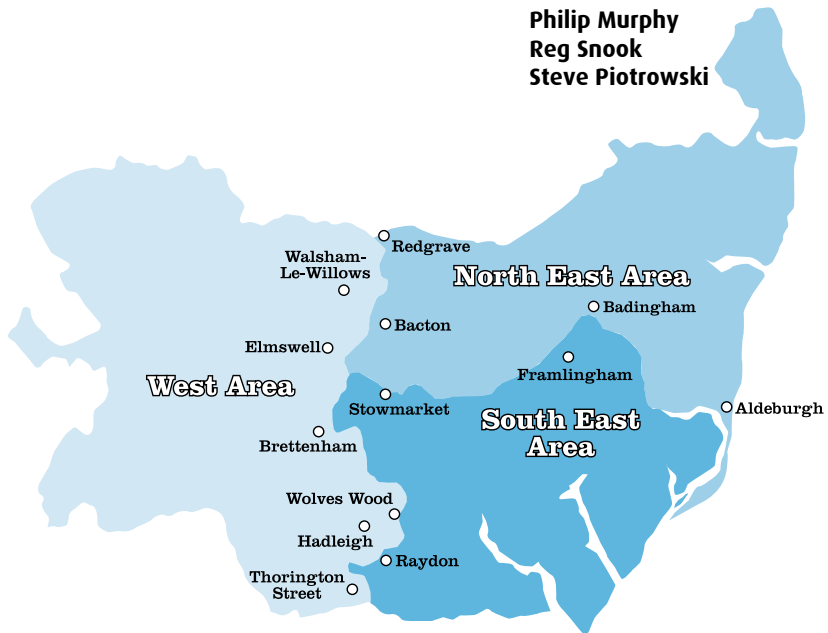 Philip Murphy
Reg Snook
Steve Piotrowski
Redgrave
Walsham-
Le-Willows
North East Area
Badingham
Bacton
Elmswell
Framlingham
West Area
Stowmarket
Aldeburgh
South East
Area
Brettenham
Wolves Wood
Hadleigh
Raydon
Thorington
Street